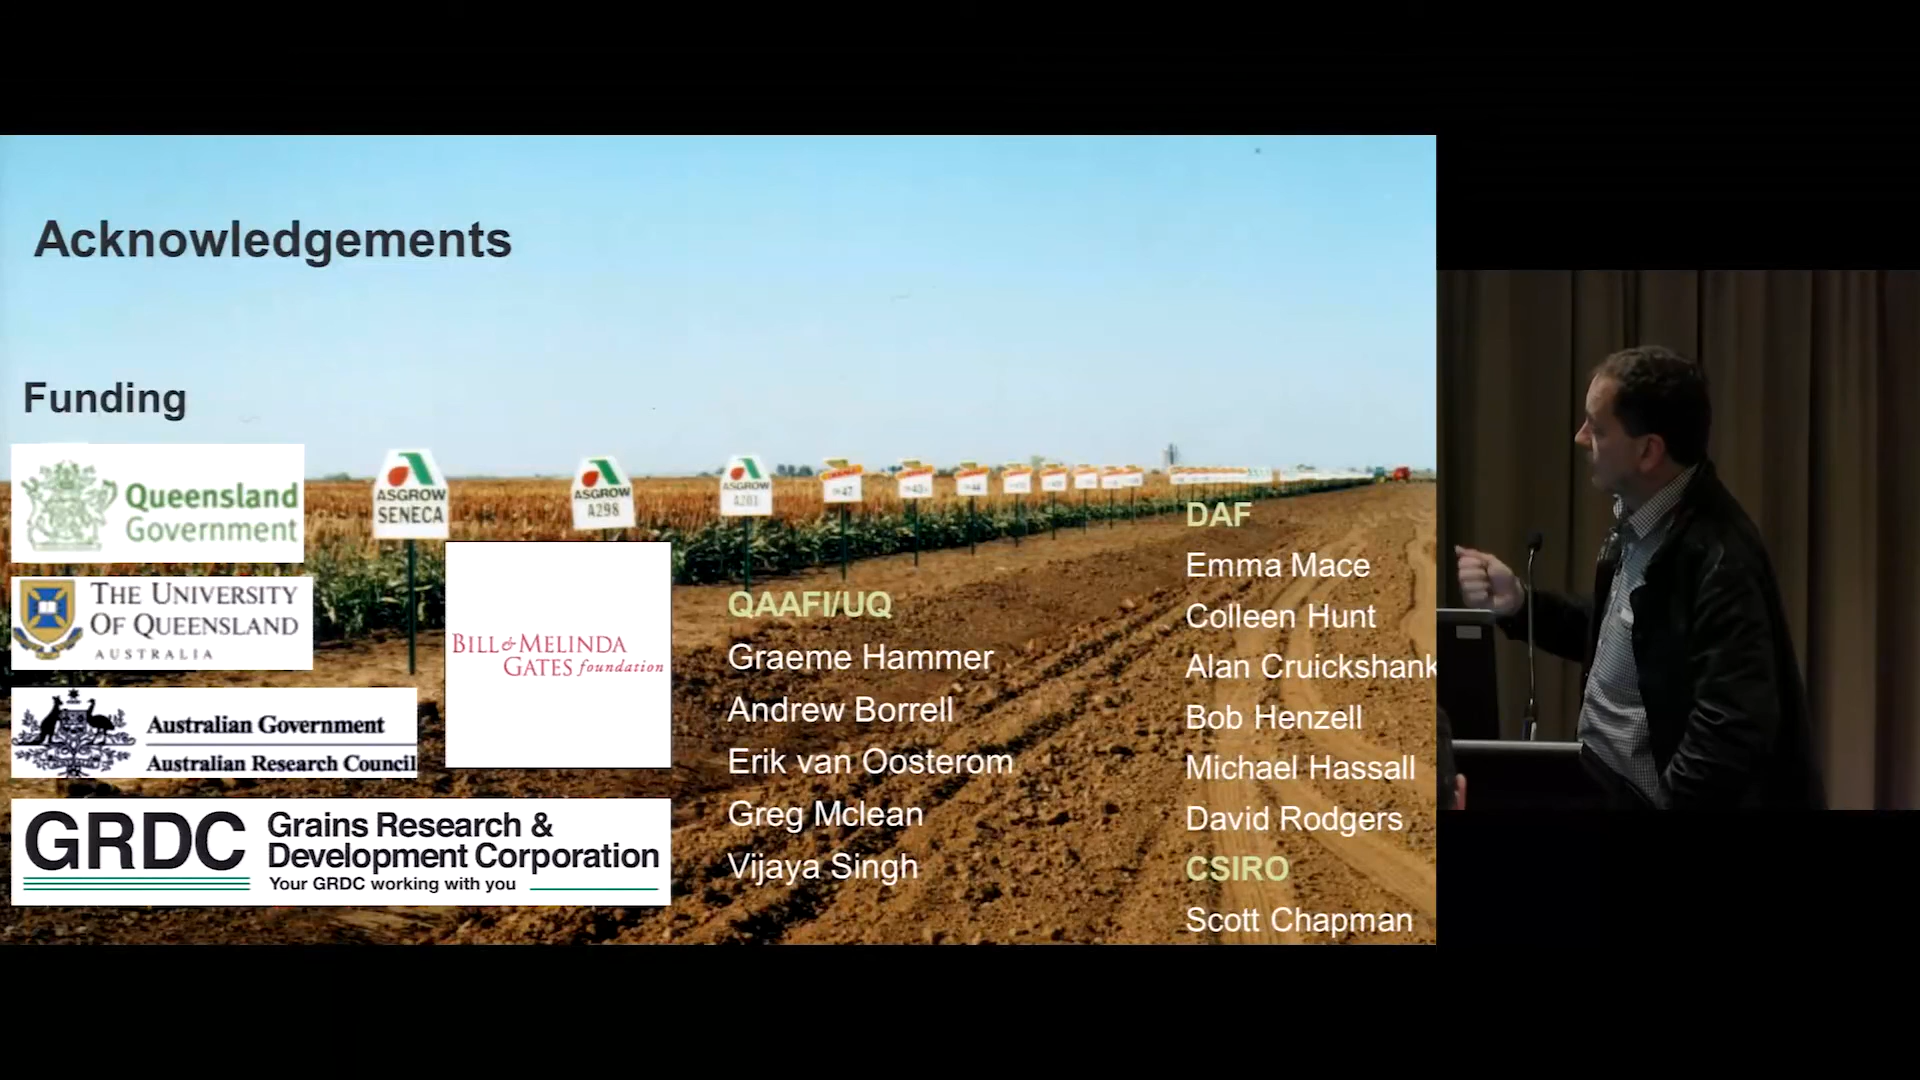 Acknowledgements
Funding
Queensland
Government
THE UNIVERSITY
OF QUEENSLAND
AUSTRALIA
Australian Government
Australian Research Council
GRDC
Grains Research &
Development Corporation
Your GRDC working with you
BILL & MELINDA
GATES foundation
ASGROW
SENECA
ASGROW
A298
ASGROW
QAAFI/UQ
Graeme Hammer
Andrew Borrell
Erik van Oosterom
Greg Mclean
Vijaya Singh
DAF
Emma Mace
Colleen Hunt
Alan Cruickshank
Bob Henzell
Michael Hassall
David Rodgers
CSIRO
Scott Chapman